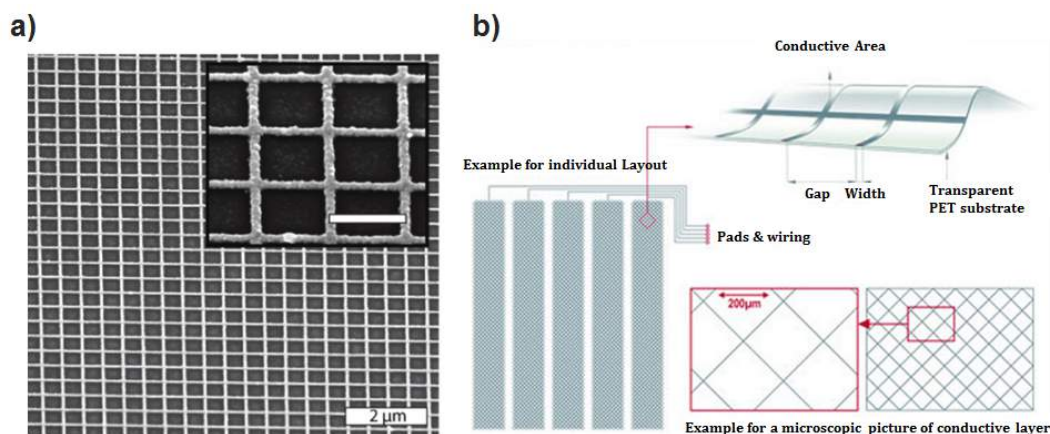 a)
2 µm
b)
Conductive Area
Example for individual Layout
Gap
Width
Transparent
PET substrate
Pads & wiring
200µm
Example for a microscopic picture of conductive layer